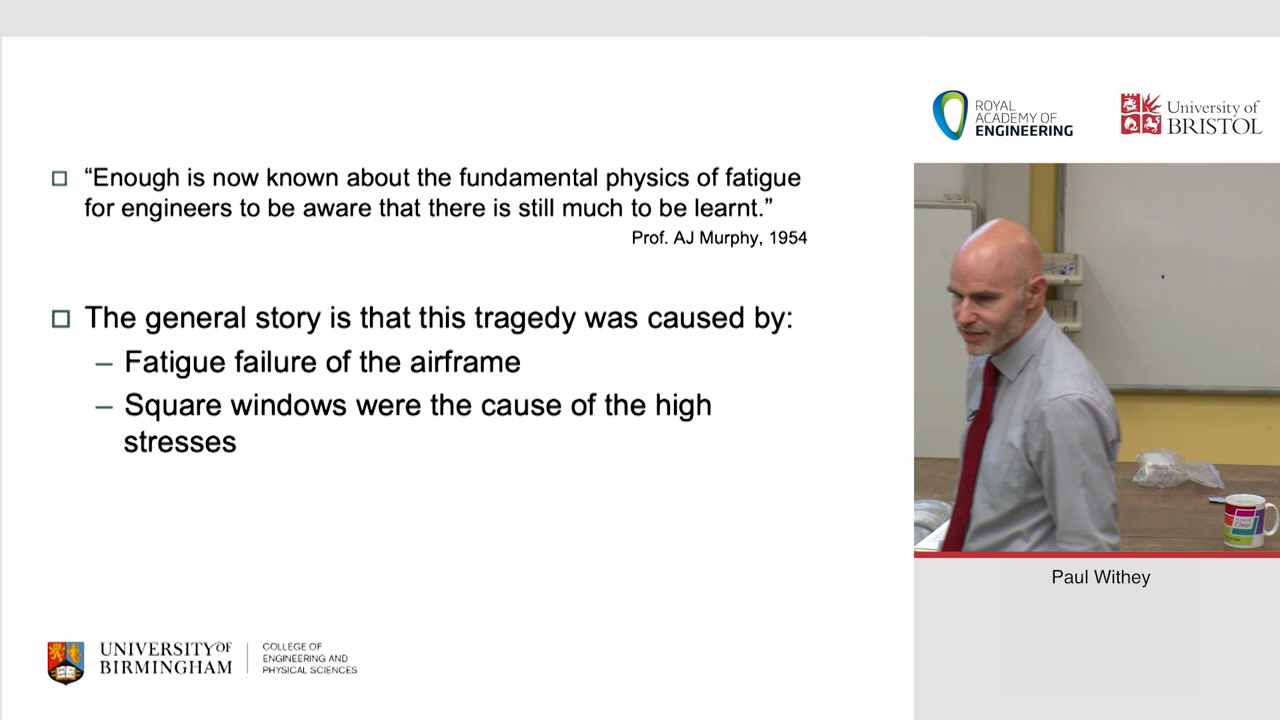 “Enough is now known about the fundamental physics of fatigue
for engineers to be aware that there is still much to be learnt.”
Prof. AJ Murphy, 1954
The general story is that this tragedy was caused by:
– Fatigue failure of the airframe
– Square windows were the cause of the high
stresses
UNIVERSITY OF
BIRMINGHAM
COLLEGE OF
ENGINEERING AND
PHYSICAL SCIENCES
ROYAL
ACADEMY OF
ENGINEERING
University of
BRISTOL
Paul Withey